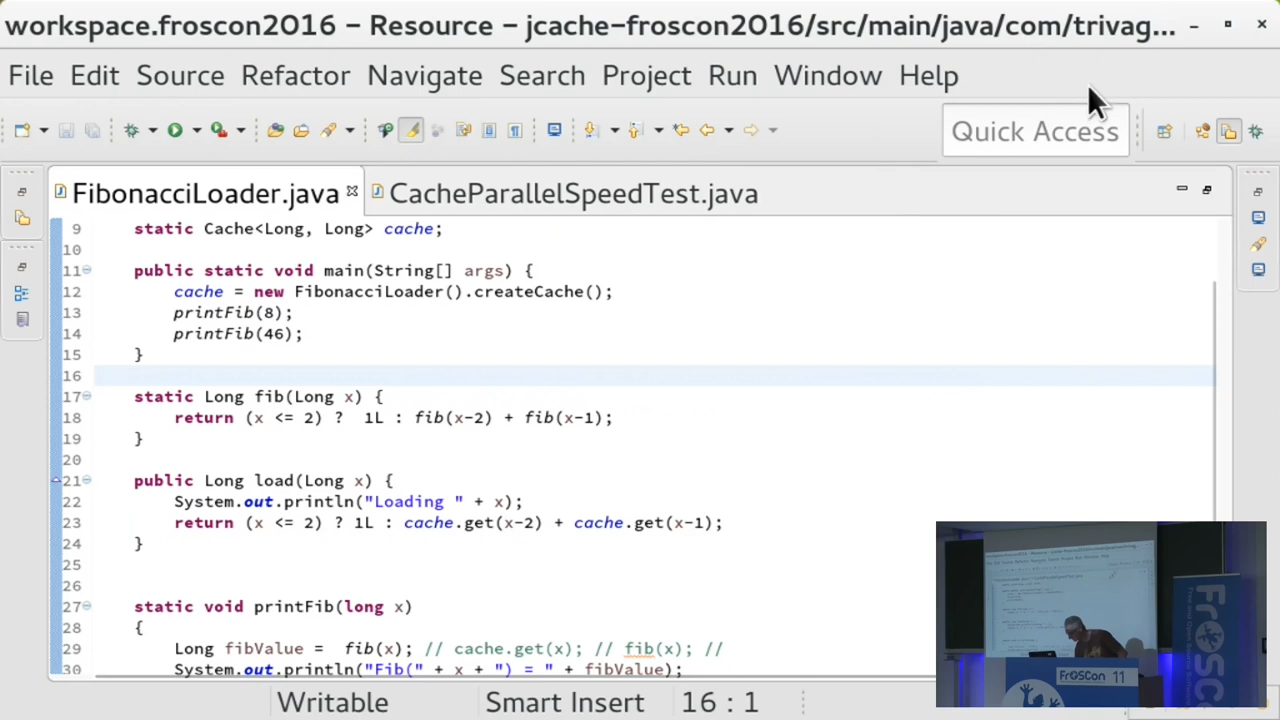 workspace.froscon2016 – Resource – jcache-froscon2016/src/main/java/com/trivag...
File Edit Source Refactor Navigate Search Project Run Window Help
Quick Access
FibonacciLoader.java CacheParallelSpeedTest.java
9 static Cache<Long, Long> cache;
10
11 public static void main(String[] args) {
12 cache = new FibonacciLoader().createCache();
13 printFib(8);
14 printFib(46);
15 }
16
17 static Long fib(Long x) {
18 return (x <= 2) ? 1L : fib(x-2) + fib(x-1);
19 }
20
21 public Long load(Long x) {
22 System.out.println("Loading " + x);
23 return (x <= 2) ? 1L : cache.get(x-2) + cache.get(x-1);
24 }
25
26
27 static void printFib(long x)
28 {
29 Long fibValue = fib(x); // cache.get(x); // fib(x); //
30 System.out.println("Fib(" + x + ") = " + fibValue);
FrOSCon 11
FrOSC
Writable Smart Insert 16 : 1